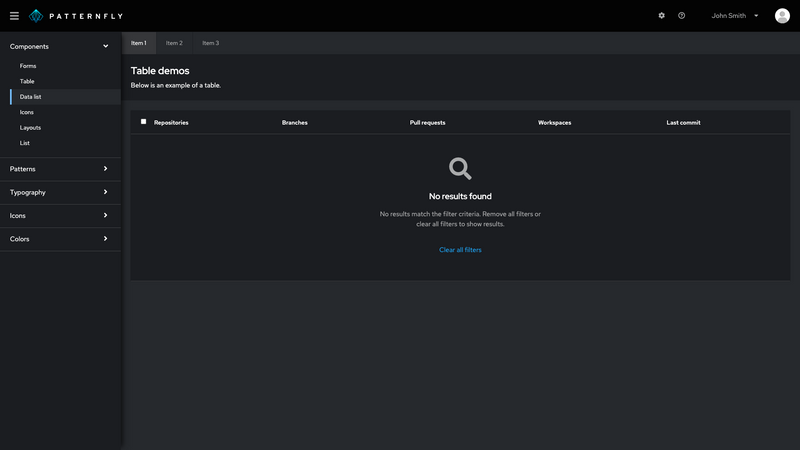 PATTERNFLY
John Smith
Components
Forms
Table
Data list
Icons
Layouts
List
Patterns
Typography
Icons
Colors
Item 1
Item 2
Item 3
Table demos
Below is an example of a table.
Repositories
Branches
Pull requests
Workspaces
Last commit
No results found
No results match the filter criteria. Remove all filters or
clear all filters to show results.
Clear all filters